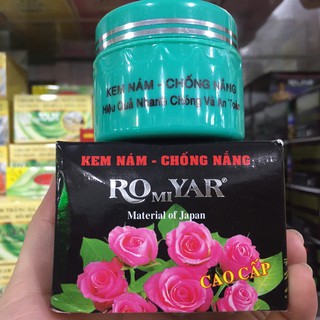 KEM NÁM - CHỐNG NẮNG
Hiệu Quả Nhanh Chóng Và An Toàn
KEM NÁM - CHỐNG NẮNG
ROMIYAR®
Material of Japan
CAO CẤP